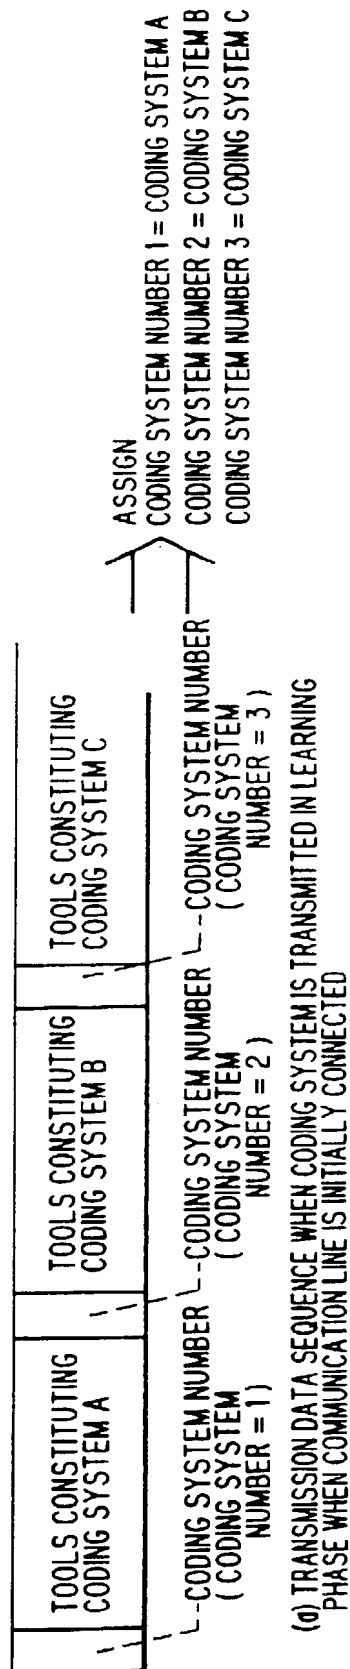 TOOLS CONSTITUTING
CODING SYSTEM A
TOOLS CONSTITUTING
CODING SYSTEM B
TOOLS CONSTITUTING
CODING SYSTEM C
CODING SYSTEM NUMBER
( CODING SYSTEM
NUMBER = 1)
CODING SYSTEM NUMBER
( CODING SYSTEM
NUMBER = 2 )
CODING SYSTEM NUMBER
( CODING SYSTEM
NUMBER = 3 )
ASSIGN
CODING SYSTEM NUMBER 1 = CODING SYSTEM A
CODING SYSTEM NUMBER 2 = CODING SYSTEM B
CODING SYSTEM NUMBER 3 = CODING SYSTEM C
(a) TRANSMISSION DATA SEQUENCE WHEN CODING SYSTEM IS TRANSMITTED IN LEARNING
PHASE WHEN COMMUNICATION LINE IS INITIALLY CONNECTED